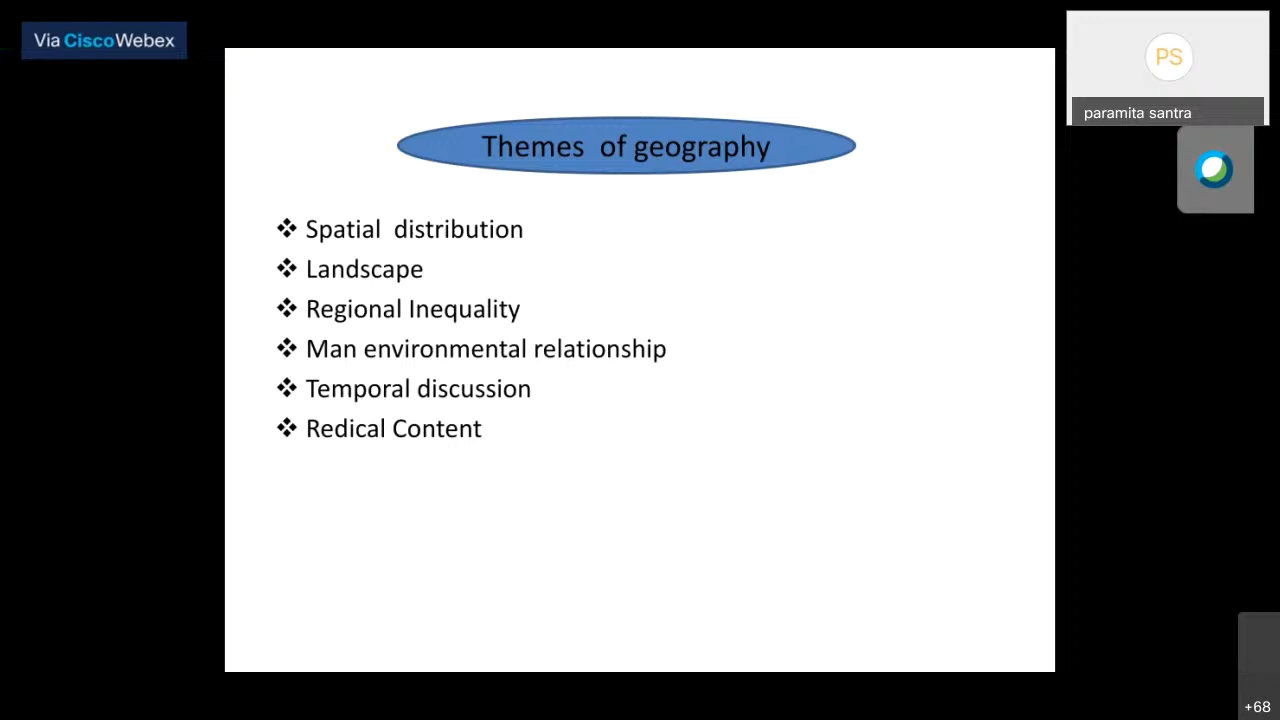 Via CiscoWebex
PS
paramita santra
Themes of geography
❖ Spatial distribution
❖ Landscape
❖ Regional Inequality
❖ Man environmental relationship
❖ Temporal discussion
❖ Redical Content
+68